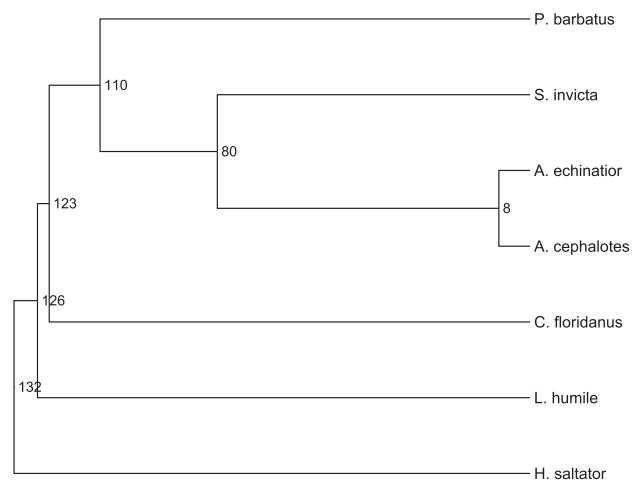 P. barbatus
110
S. invicta
80
A. echinatior
8
A. cephalotes
123
126
C. floridanus
132
L. humile
H. saltator